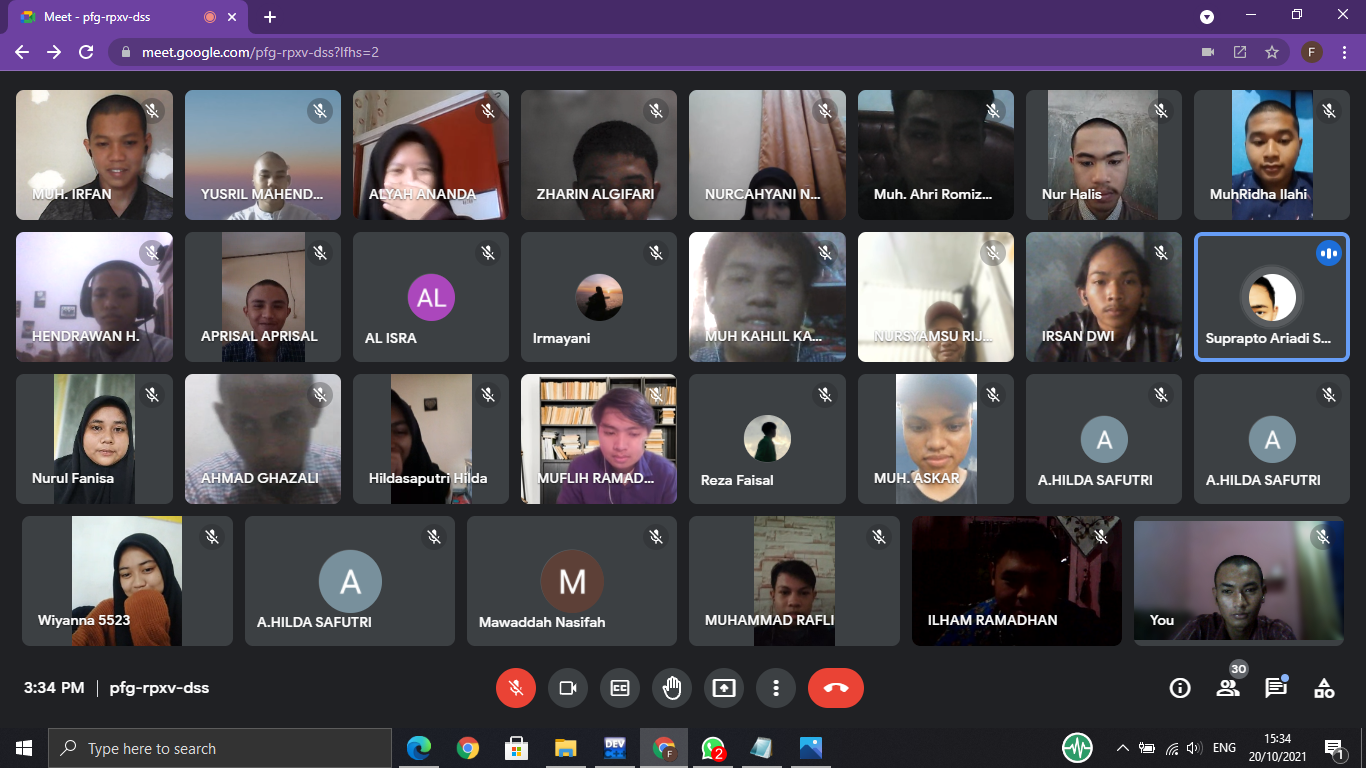 Meet - pfg-rpxv-dss
meet.google.com/pfg-rpxv-dss?lfhs=2
F
MUH. IRFAN
YUSRIL MAHEND...
ALYAH ANANDA
ZHARIN ALGIFARI
NURCAHYANI N...
Muh. Ahri Romiz...
Nur Halis
MuhRidha Ilahi
HENDRAWAN H.
APRISAL APRISAL
AL
AL ISRA
Irmayani
MUH KAHLIL KA...
NURSYAMSU RIJ...
IRSAN DWI
Suprapto Ariadi S...
Nurul Fanisa
AHMAD GHAZALI
Hildasaputri Hilda
MUFLIH RAMAD...
Reza Faisal
MUH. ASKAR
A
A.HILDA SAFUTRI
A
A.HILDA SAFUTRI
Wiyanna 5523
A
A.HILDA SAFUTRI
M
Mawaddah Nasifah
MUHAMMAD RAFLI
ILHAM RAMADHAN
You
3:34 PM | pfg-rpxv-dss
CC
30
Type here to search
DEV
F
2
ENG
15:34
20/10/2021
1